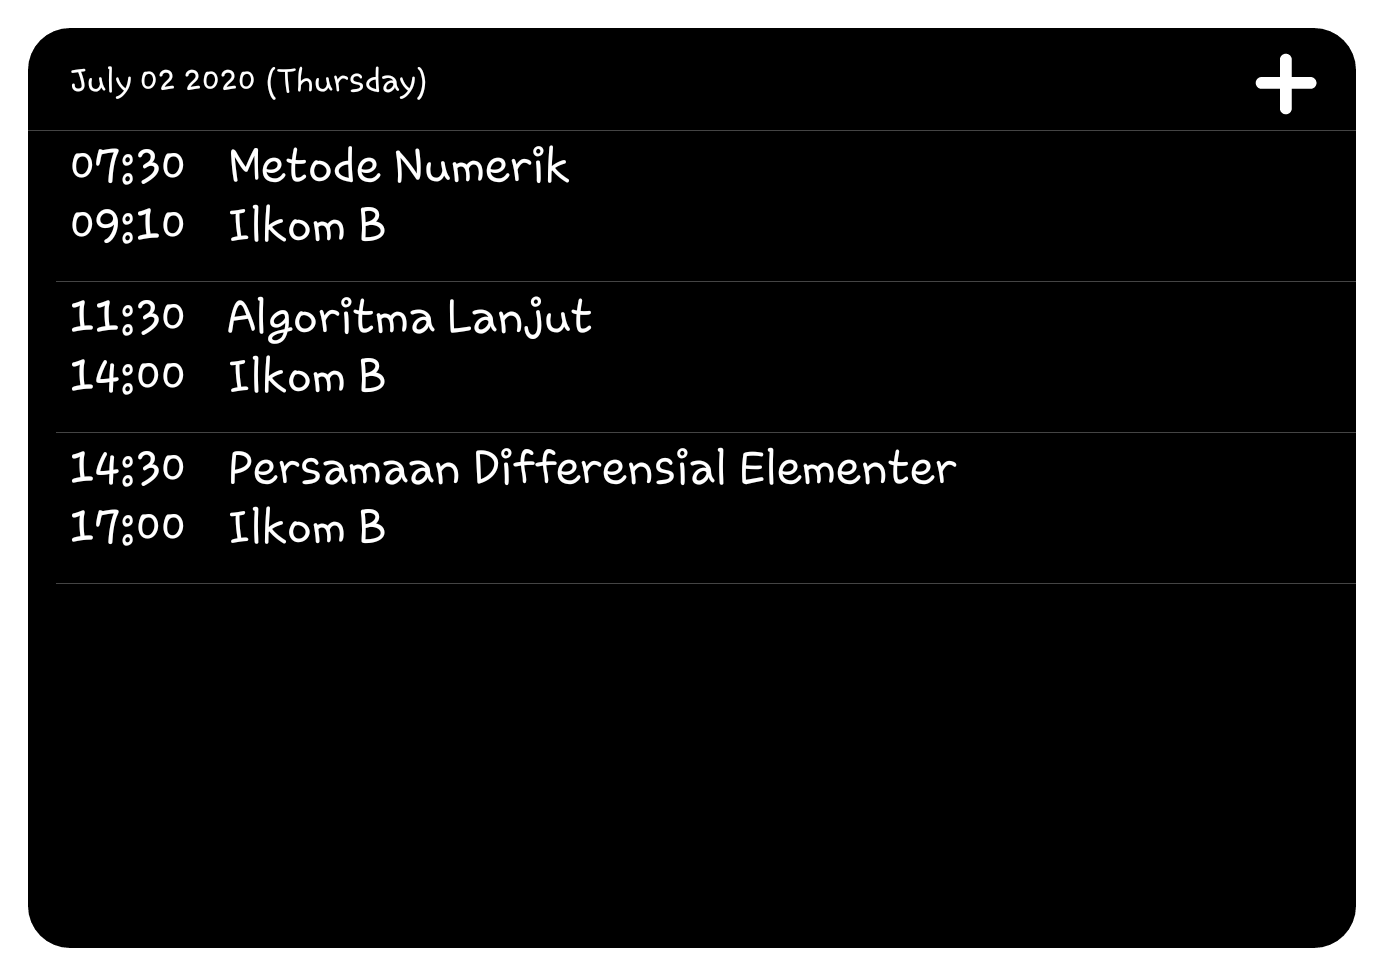 July 02 2020 (Thursday)
07:30 Metode Numerik
09:10 Ilkom B
11:30 Algoritma Lanjut
14:00 Ilkom B
14:30 Persamaan Differensial Elementer
17:00 Ilkom B